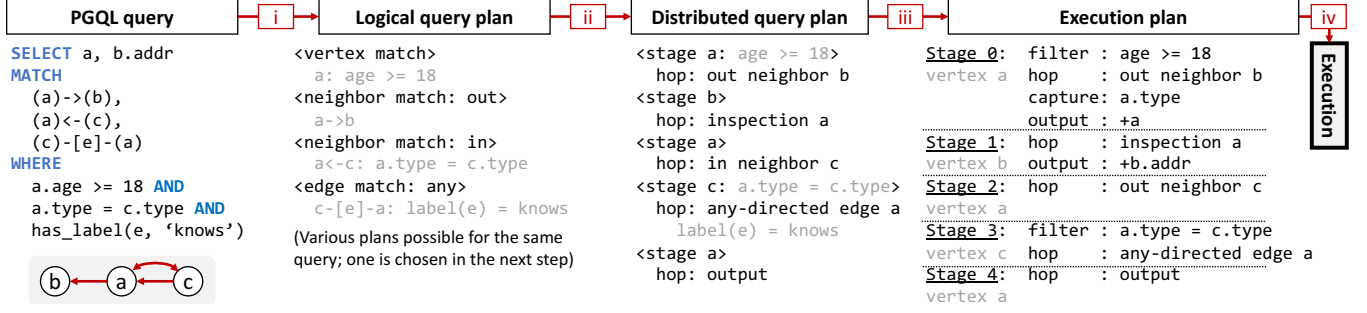 PGQL query
i
Logical query plan
ii
Distributed query plan
iii
Execution plan
iv
SELECT a, b.addr
MATCH
(a)->(b),
(a)<-(c),
(c)-[e]-(a)
WHERE
a.age >= 18 AND
a.type = c.type AND
has_label(e, ‘knows’)
b
a
c
<vertex match>
a: age >= 18
<neighbor match: out>
a->b
<neighbor match: in>
a<-c: a.type = c.type
<edge match: any>
c-[e]-a: label(e) = knows
(Various plans possible for the same
query; one is chosen in the next step)
<stage a: age >= 18>
hop: out neighbor b
<stage b>
hop: inspection a
<stage a>
hop: in neighbor c
<stage c: a.type = c.type>
hop: any-directed edge a
label(e) = knows
<stage a>
hop: output
Stage 0: filter : age >= 18
vertex a hop : out neighbor b
capture: a.type
output : +a
Stage 1: hop : inspection a
vertex b output : +b.addr
Stage 2: hop : out neighbor c
vertex a
Stage 3: filter : a.type = c.type
vertex c hop : any-directed edge a
Stage 4: hop : output
vertex a
Execution